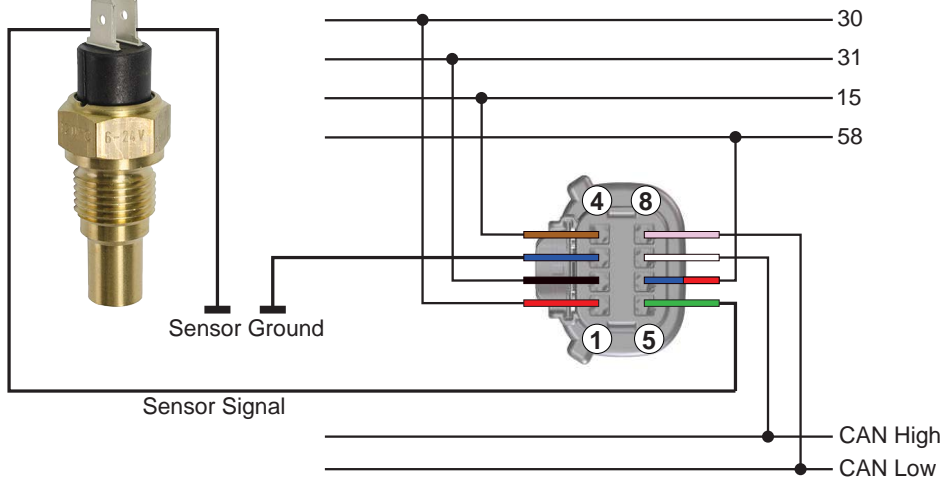 30
31
15
58
6-24V
4
8
Sensor Ground
1
5
Sensor Signal
CAN High
CAN Low